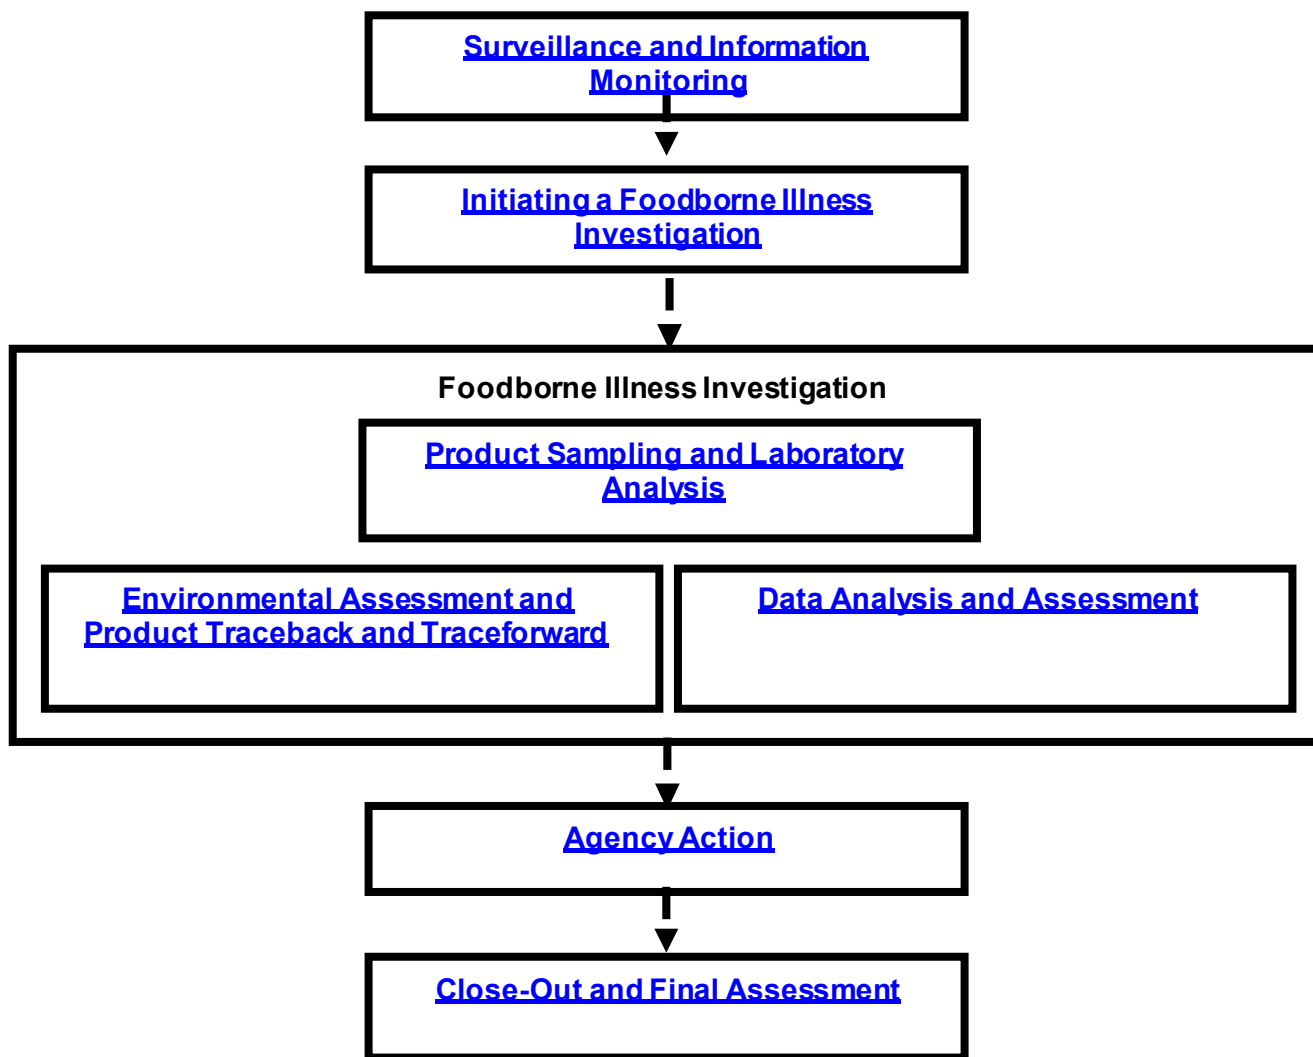 Surveillance and Information
Monitoring
Initiating a Foodborne Illness
Investigation
Foodborne Illness Investigation
Product Sampling and Laboratory
Analysis
Environmental Assessment and
Product Traceback and Traceforward
Data Analysis and Assessment
Agency Action
Close-Out and Final Assessment